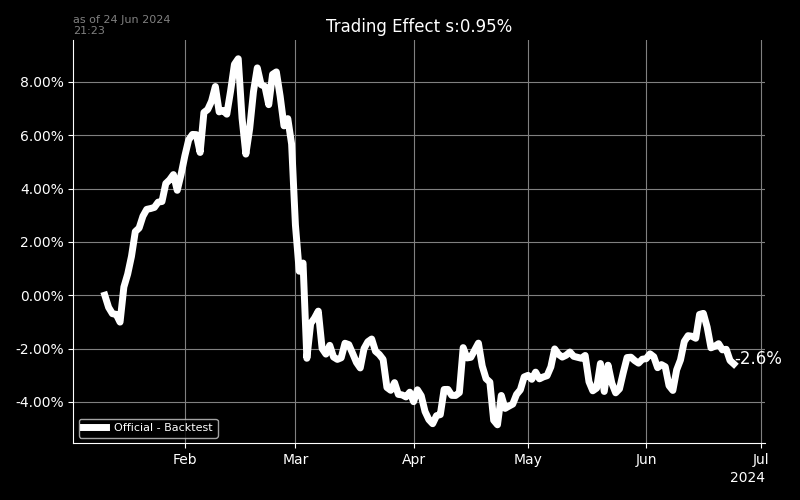 as of 24 Jun 2024
21:23
Trading Effect s:0.95%
8.00%
6.00%
4.00%
2.00%
0.00%
-2.00%
-4.00%
-2.6%
Official - Backtest
Feb
Mar
Apr
May
Jun
Jul
2024